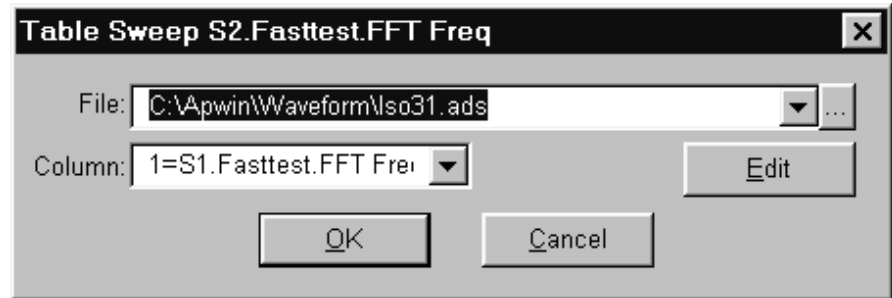 Table Sweep S2.Fasttest.FFT Freq
File: C:\Apwin\Waveform\Iso31.ads ...
Column: 1=S1.Fasttest.FFT Fre Edit
OK Cancel